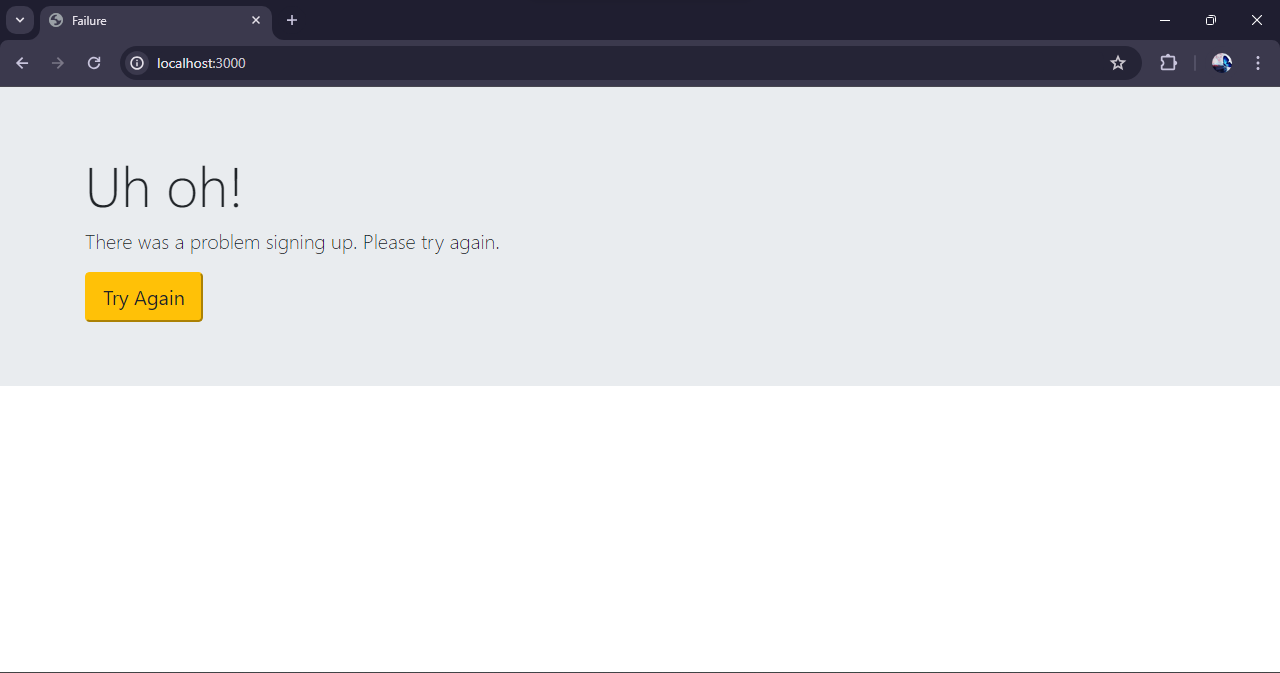 Failure
localhost:3000
Uh oh!
There was a problem signing up. Please try again.
Try Again